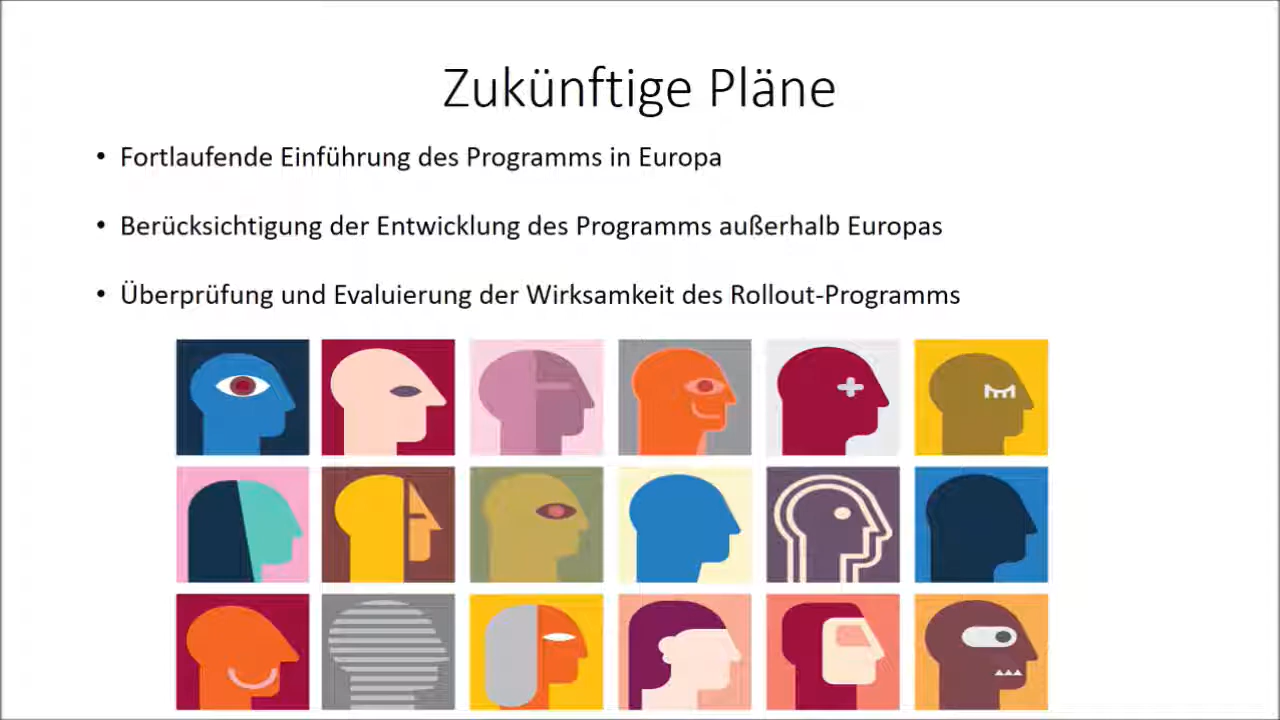 Zukünftige Pläne
• Fortlaufende Einführung des Programms in Europa
• Berücksichtigung der Entwicklung des Programms außerhalb Europas
• Überprüfung und Evaluierung der Wirksamkeit des Rollout-Programms